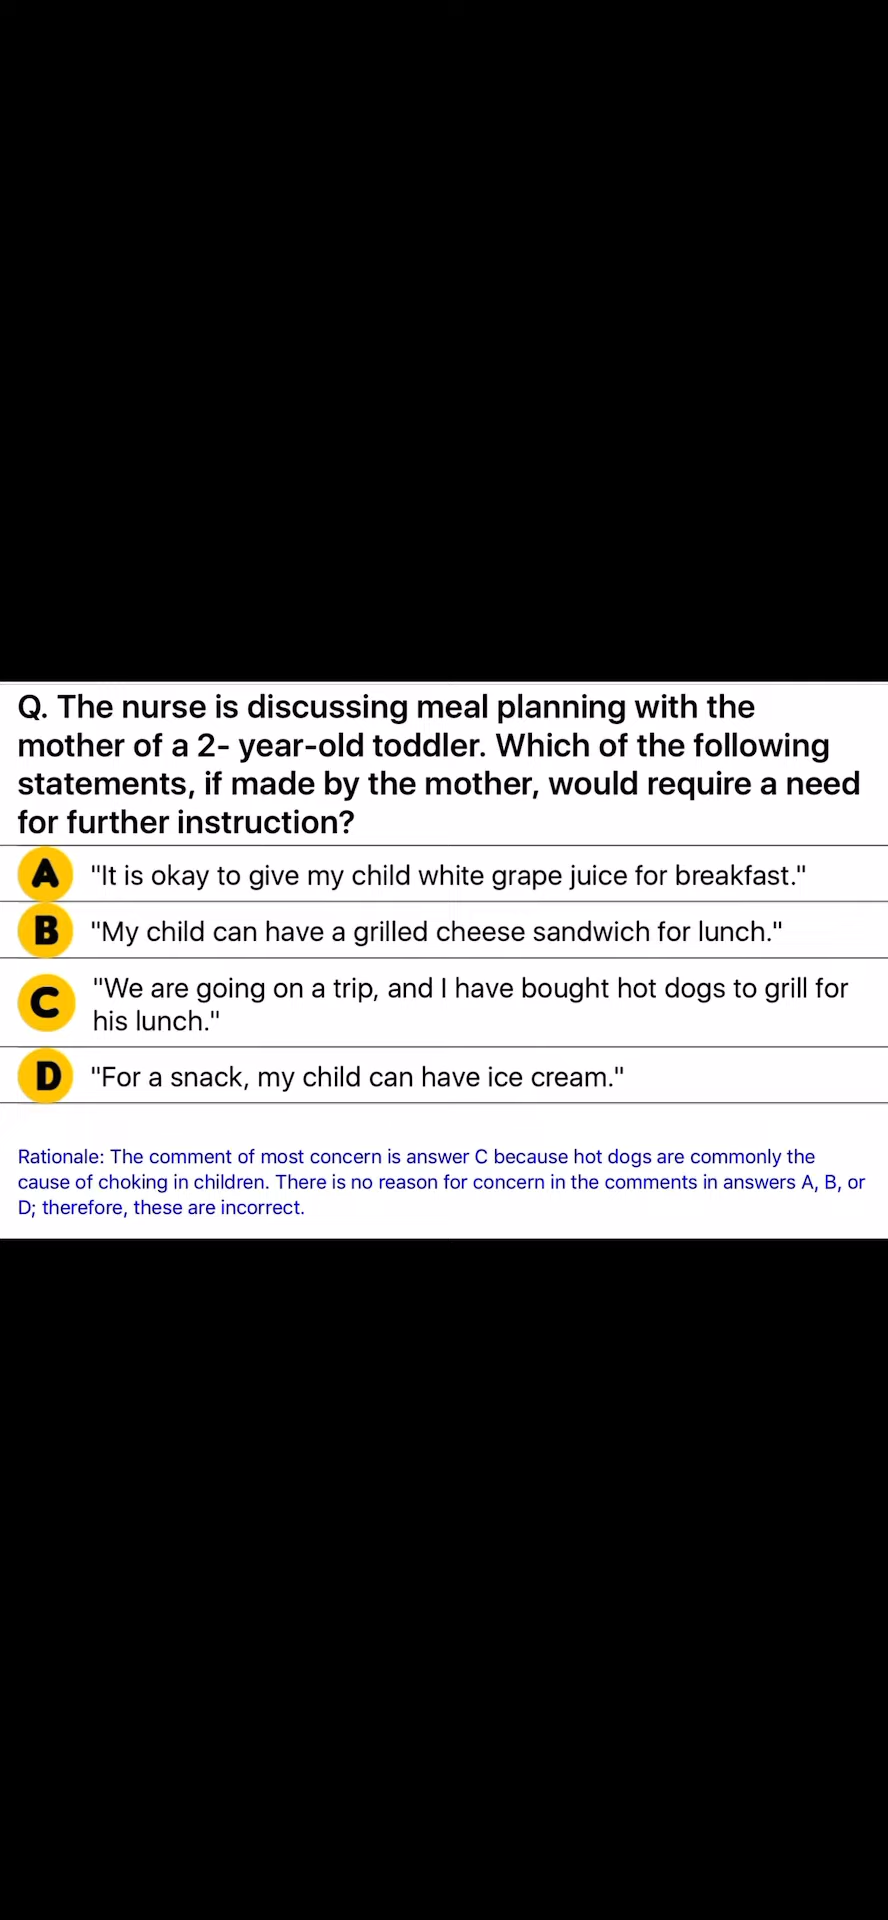 Q. The nurse is discussing meal planning with the
mother of a 2- year-old toddler. Which of the following
statements, if made by the mother, would require a need
for further instruction?
A "It is okay to give my child white grape juice for breakfast."
B "My child can have a grilled cheese sandwich for lunch."
C "We are going on a trip, and I have bought hot dogs to grill for
his lunch."
D "For a snack, my child can have ice cream."
Rationale: The comment of most concern is answer C because hot dogs are commonly the
cause of choking in children. There is no reason for concern in the comments in answers A, B, or
D; therefore, these are incorrect.